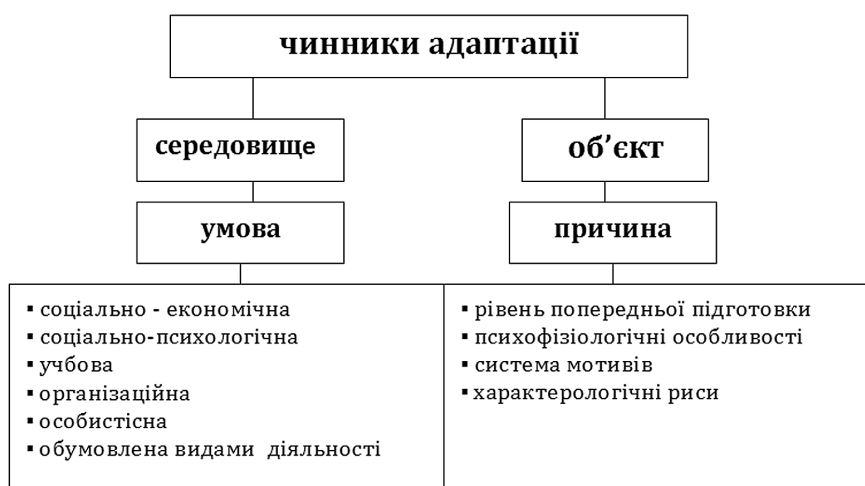 чинники адаптації
середовище
об’єкт
умова
причина
▪ соціально - економічна
▪ соціально-психологічна
▪ учбова
▪ організаційна
▪ особистісна
▪ обумовлена видами діяльності
▪ рівень попередньої підготовки
▪ психофізіологічні особливості
▪ система мотивів
▪ характерологічні риси